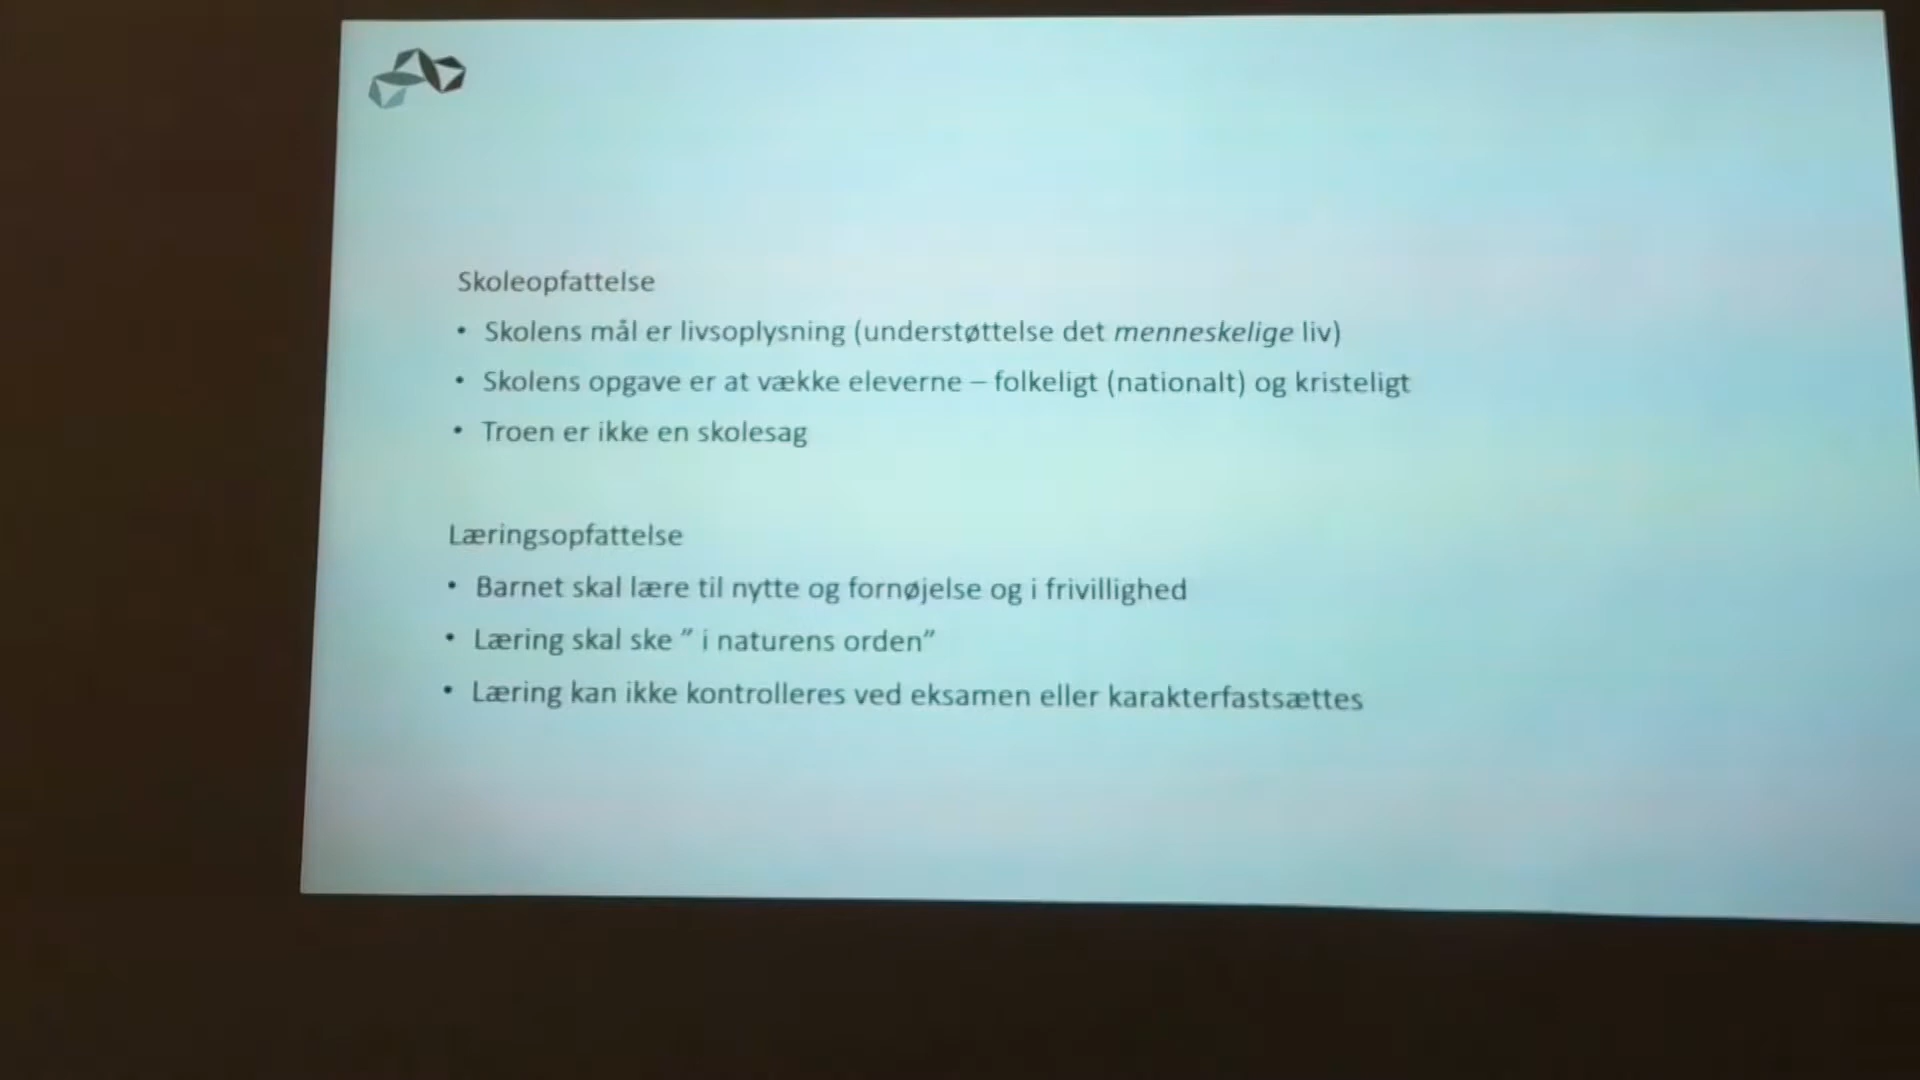 Skoleopfattelse
• Skolens mål er livsoplysning (understøttelse det menneskelige liv)
• Skolens opgave er at vække eleverne – folkeligt (nationalt) og kristeligt
• Troen er ikke en skolesag
Læringsopfattelse
• Barnet skal lære til nytte og fornøjelse og i frivillighed
• Læring skal ske ” i naturens orden”
• Læring kan ikke kontrolleres ved eksamen eller karakterfastsættes